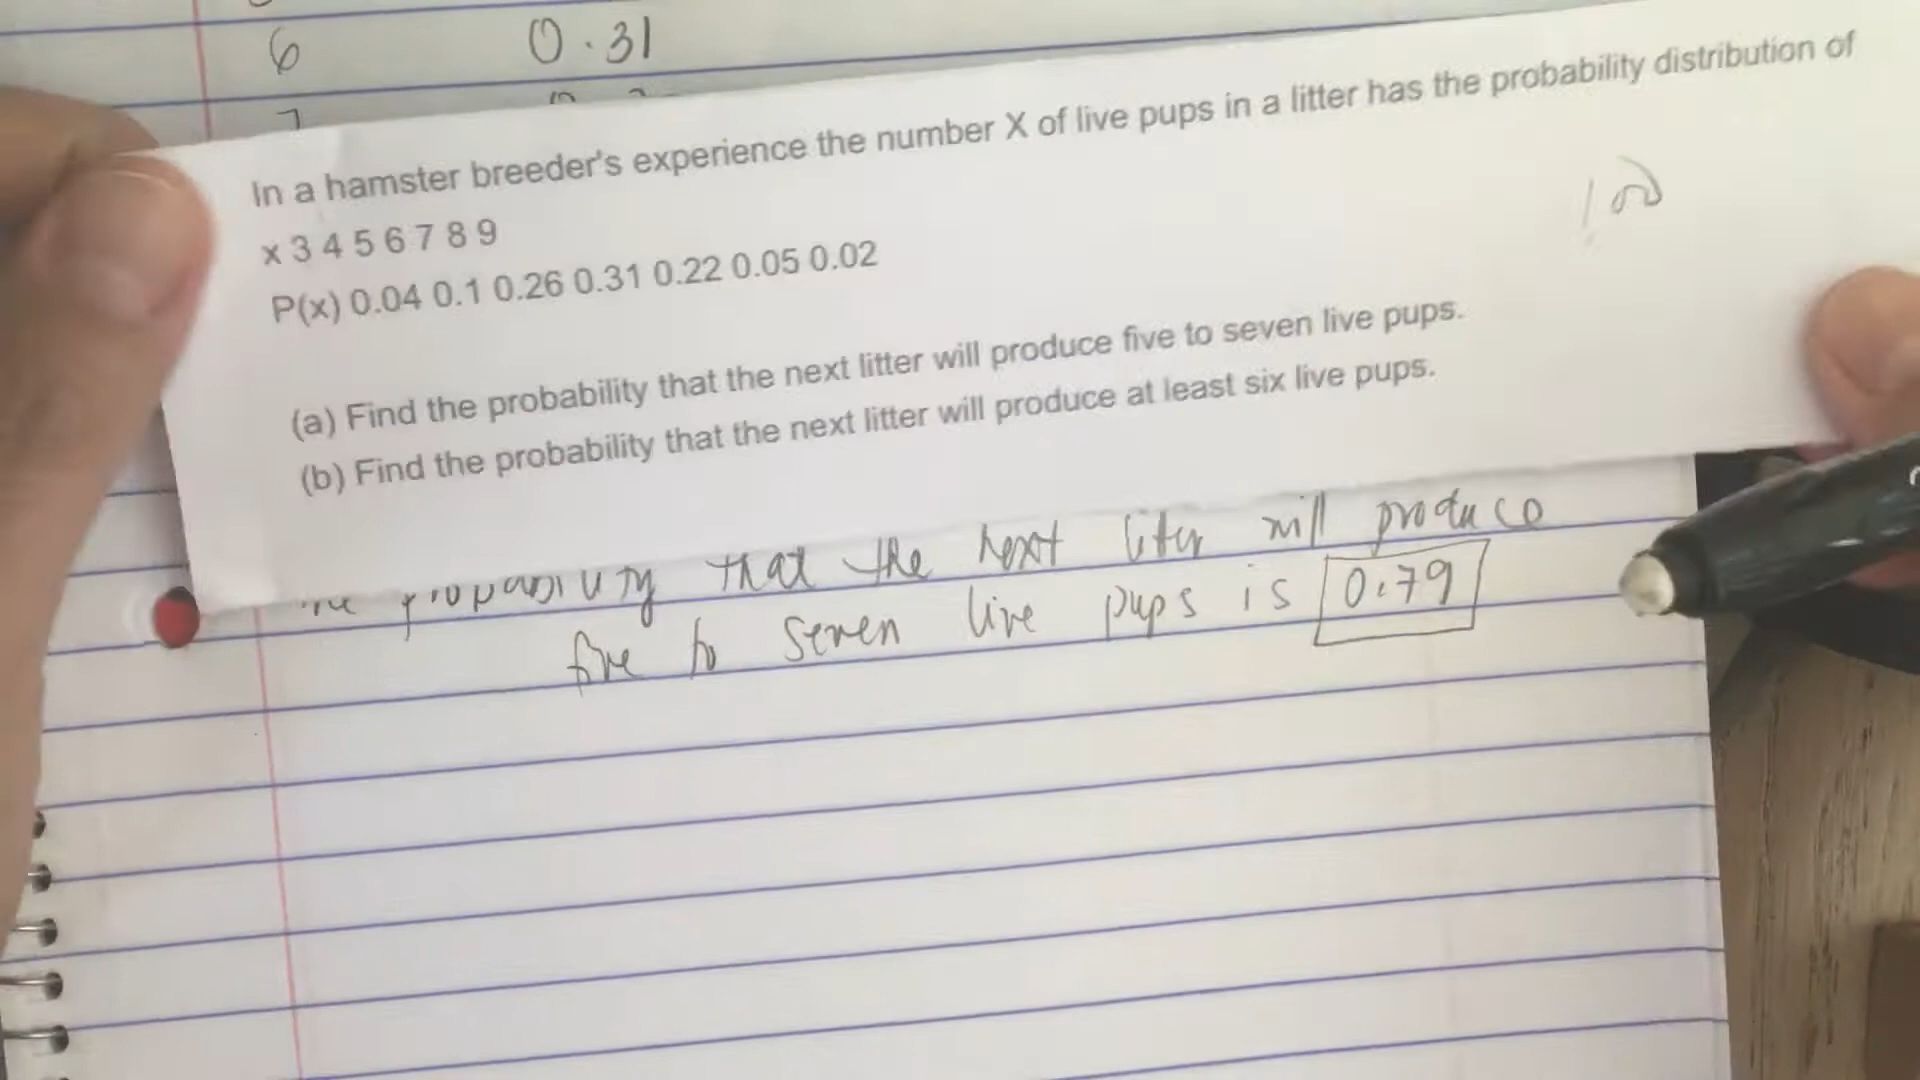 6 0.31
7
In a hamster breeder's experience the number X of live pups in a litter has the probability distribution of
x 3 4 5 6 7 8 9
P(x) 0.04 0.1 0.26 0.31 0.22 0.05 0.02
(a) Find the probability that the next litter will produce five to seven live pups.
(b) Find the probability that the next litter will produce at least six live pups.
probability that the next liter will produce
five to seven live pups is 0.79